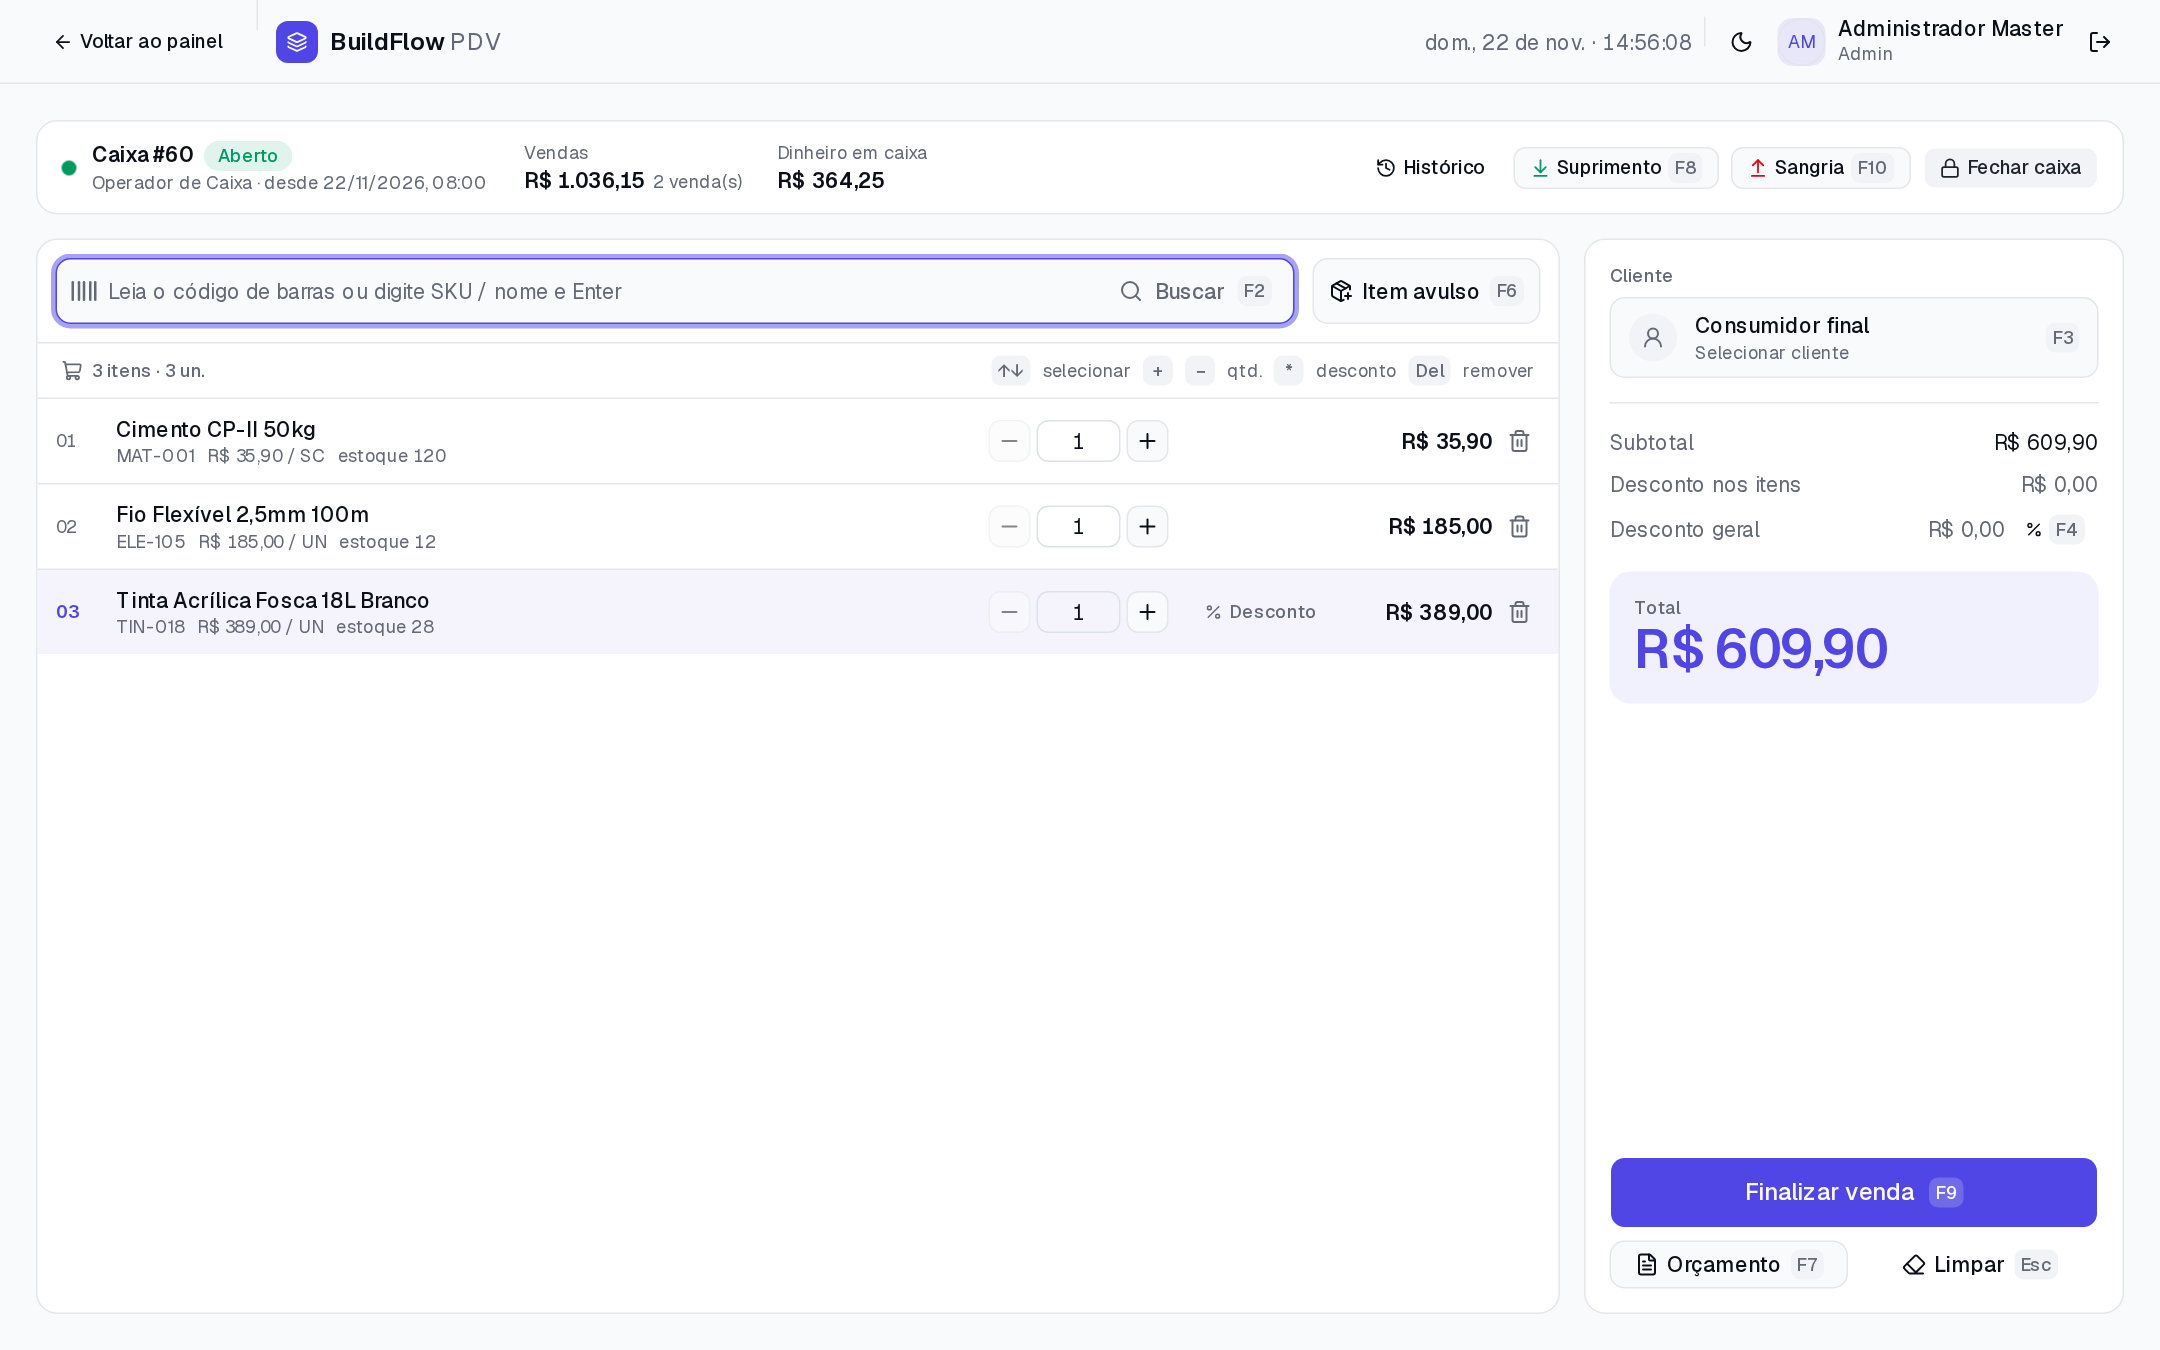 Voltar ao painel
BuildFlow PDV
dom., 22 de nov. · 14:56:08
AM
Administrador Master
Admin
Caixa #60 Aberto
Operador de Caixa · desde 22/11/2026, 08:00
Vendas
R$ 1.036,15 2 venda(s)
Dinheiro em caixa
R$ 364,25
Histórico
Suprimento F8
Sangria F10
Fechar caixa
Leia o código de barras ou digite SKU / nome e Enter
Buscar F2
Item avulso F6
3 itens · 3 un.
↑↓ selecionar + − qtd. * desconto Del remover
01
Cimento CP-II 50kg
MAT-001 R$ 35,90 / SC estoque 120
1
R$ 35,90
02
Fio Flexível 2,5mm 100m
ELE-105 R$ 185,00 / UN estoque 12
1
R$ 185,00
03
Tinta Acrílica Fosca 18L Branco
TIN-018 R$ 389,00 / UN estoque 28
1
% Desconto
R$ 389,00
Cliente
Consumidor final
Selecionar cliente
F3
Subtotal R$ 609,90
Desconto nos itens R$ 0,00
Desconto geral R$ 0,00 % F4
Total
R$ 609,90
Finalizar venda F9
Orçamento F7
Limpar Esc